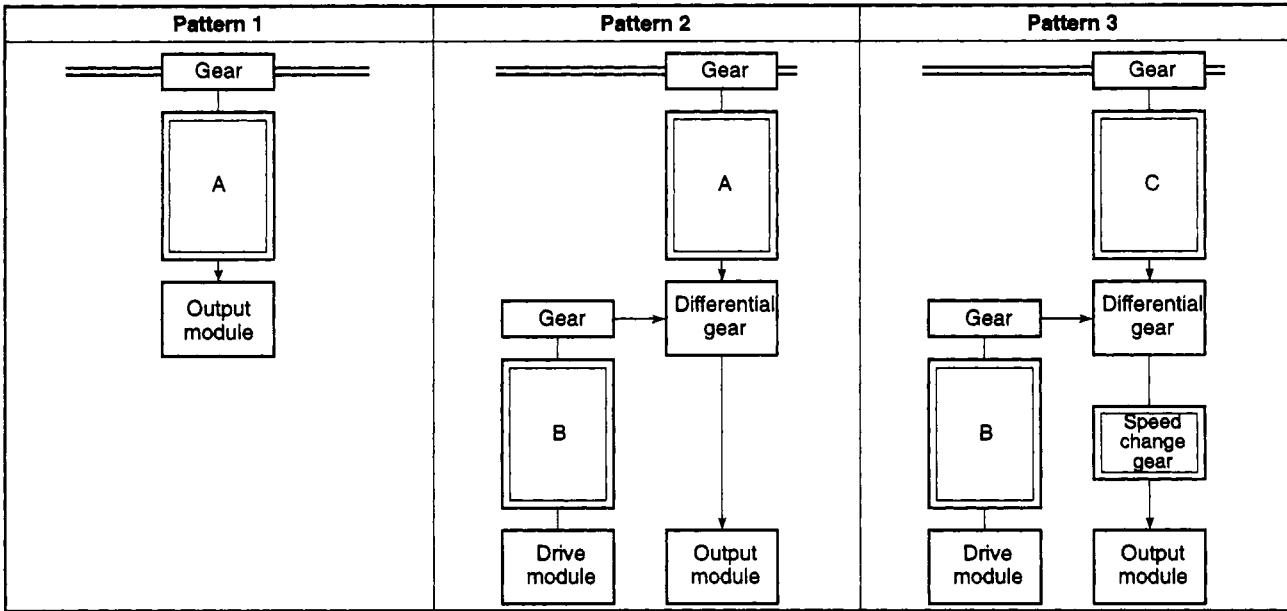 Pattern 1
Pattern 2
Pattern 3
Gear
A
Output
module
Gear
A
Differential
gear
Gear
B
Drive
module
Output
module
Gear
C
Differential
gear
Gear
B
Speed
change
gear
Drive
module
Output
module